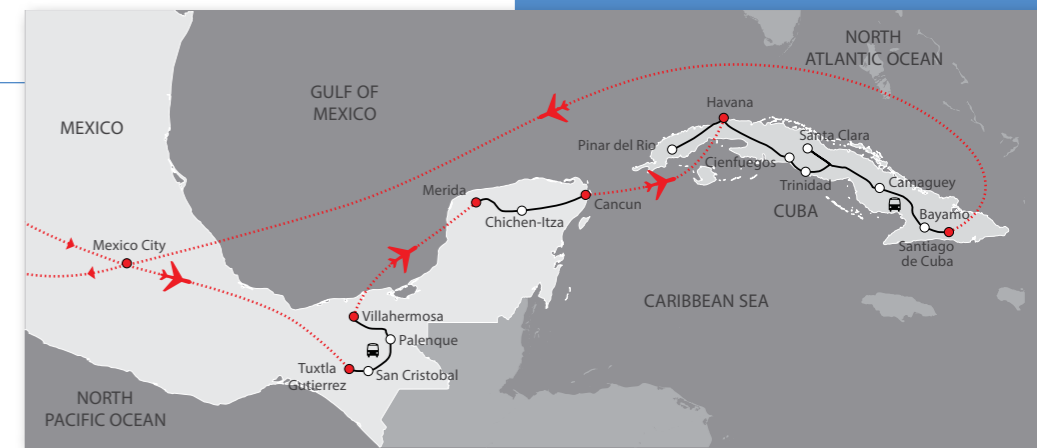 NORTH
ATLANTIC OCEAN
GULF OF
MEXICO
MEXICO
Havana
Pinar del Rio
Santa Clara
Cienfuegos
Trinidad
Camaguey
Merida
Cancun
Chichen-Itza
CUBA
Bayamo
Santiago
de Cuba
Mexico City
CARIBBEAN SEA
Villahermosa
Palenque
Tuxtla
Gutierrez
San Cristobal
NORTH
PACIFIC OCEAN